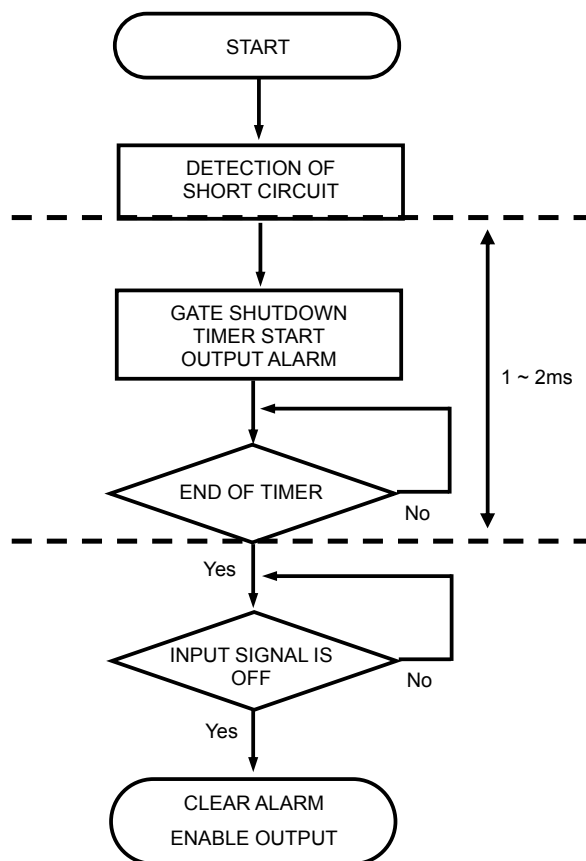 START
DETECTION OF
SHORT CIRCUIT
GATE SHUTDOWN
TIMER START
OUTPUT ALARM
1 ~ 2ms
END OF TIMER
No
Yes
INPUT SIGNAL IS
OFF
No
Yes
CLEAR ALARM
ENABLE OUTPUT